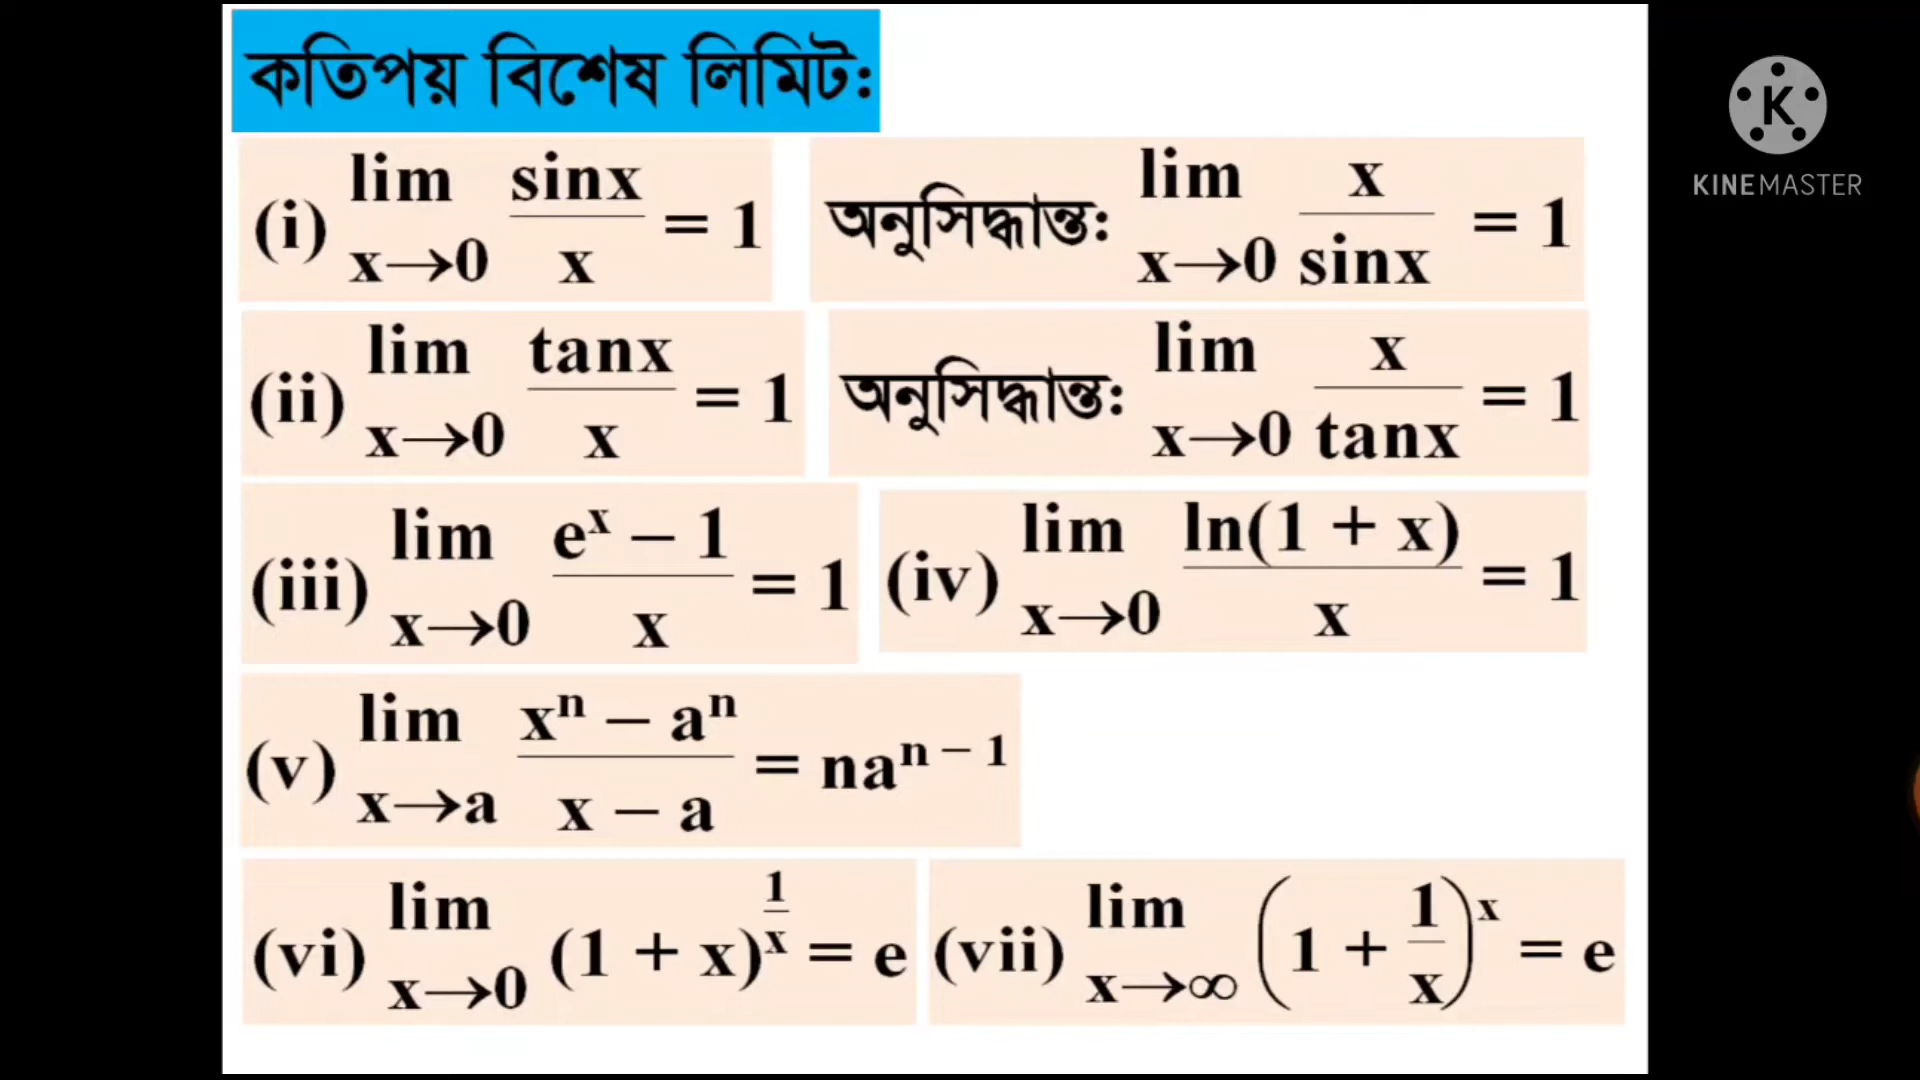 কতিপয় বিশেষ লিমিট:
(i) lim x→0 sinx/x = 1
অনুসিদ্ধান্ত: lim x→0 x/sinx = 1
(ii) lim x→0 tanx/x = 1
অনুসিদ্ধান্ত: lim x→0 x/tanx = 1
(iii) lim x→0 (eˣ – 1)/x = 1
(iv) lim x→0 ln(1 + x)/x = 1
(v) lim x→a (xⁿ – aⁿ)/(x – a) = naⁿ⁻¹
(vi) lim x→0 (1 + x)^(1/x) = e
(vii) lim x→∞ (1 + 1/x)^x = e
K
KINEMASTER